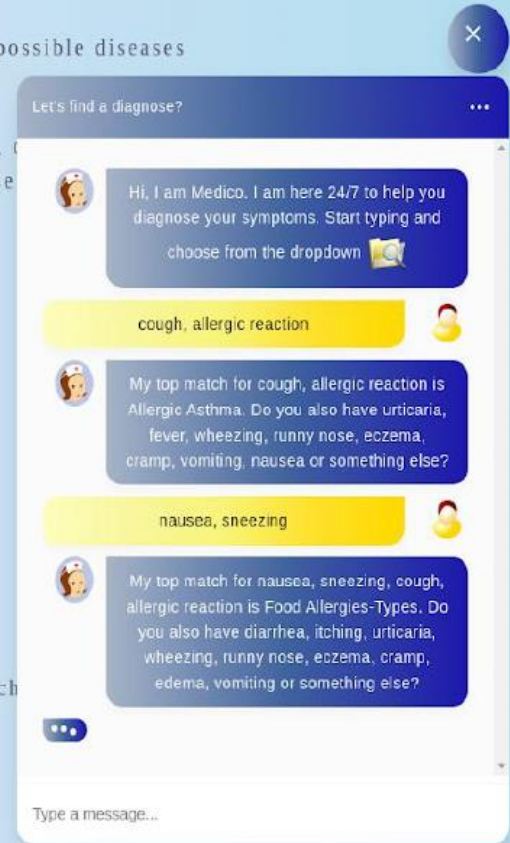 possible diseases
Let's find a diagnose?
Hi, I am Medico. I am here 24/7 to help you
diagnose your symptoms. Start typing and
choose from the dropdown
cough, allergic reaction
My top match for cough, allergic reaction is
Allergic Asthma. Do you also have urticaria,
fever, wheezing, runny nose, eczema,
cramp, vomiting, nausea or something else?
nausea, sneezing
My top match for nausea, sneezing, cough,
allergic reaction is Food Allergies-Types. Do
you also have diarrhea, itching, urticaria,
wheezing, runny nose, eczema, cramp,
edema, vomiting or something else?
Type a message...